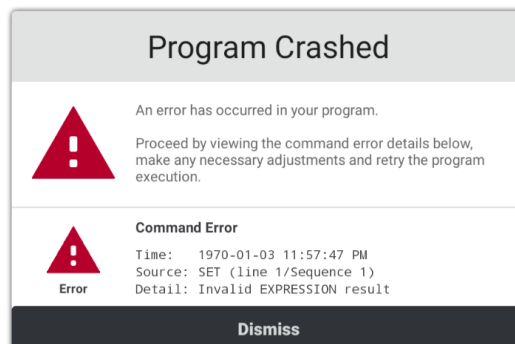 Program Crashed
An error has occurred in your program.
Proceed by viewing the command error details below,
make any necessary adjustments and retry the program
execution.
Command Error
Time: 1970-01-03 11:57:47 PM
Source: SET (line 1/Sequence 1)
Detail: Invalid EXPRESSION result
Error
Dismiss